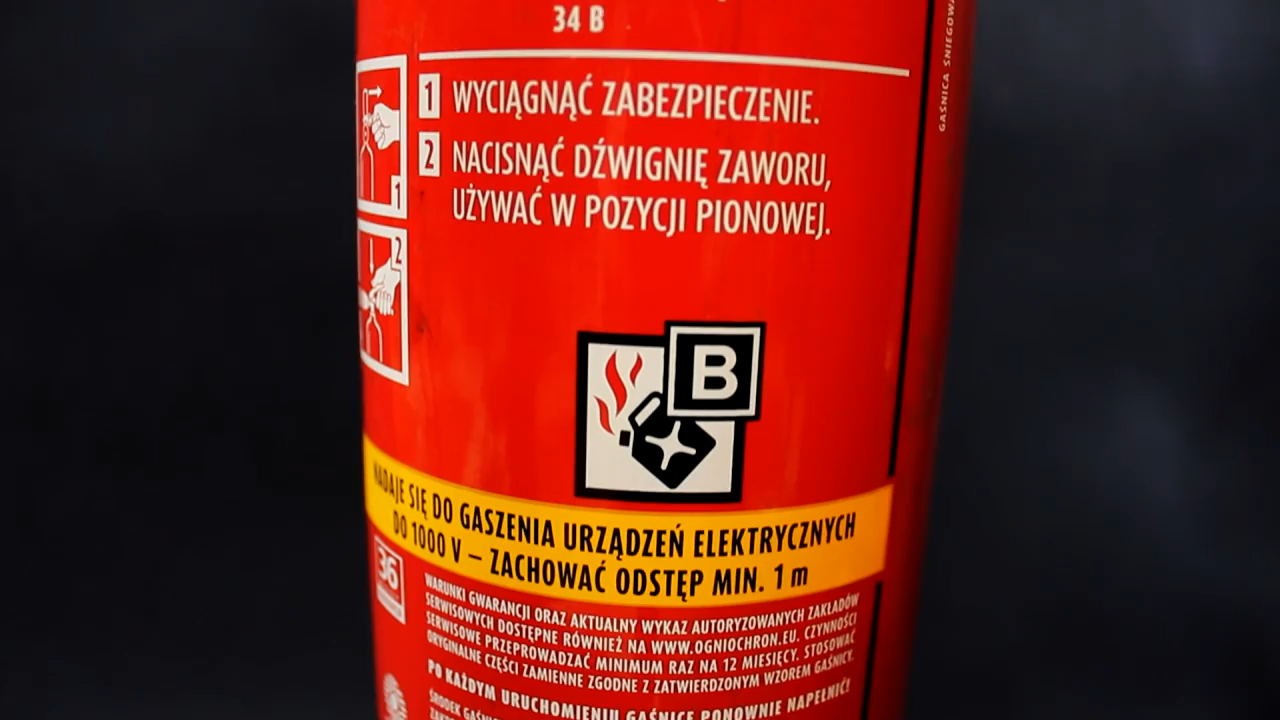 34 B
GAŚNICA ŚNIEGOWA
1 WYCIĄGNĄĆ ZABEZPIECZENIE.
2 NACISNĄĆ DŹWIGNIĘ ZAWORU,
UŻYWAĆ W POZYCJI PIONOWEJ.
1
2
B
NADAJE SIĘ DO GASZENIA URZĄDZEŃ ELEKTRYCZNYCH
DO 1000 V – ZACHOWAĆ ODSTĘP MIN. 1 m
36
WARUNKI GWARANCJI ORAZ AKTUALNY WYKAZ AUTORYZOWANYCH ZAKŁADÓW
SERWISOWYCH DOSTĘPNE RÓWNIEŻ NA WWW.OGNIOCHRON.EU. CZYNNOŚCI
SERWISOWE PRZEPROWADZAĆ MINIMUM RAZ NA 12 MIESIĘCY. STOSOWAĆ
ORYGINALNE CZĘŚCI ZAMIENNE ZGODNE Z ZATWIERDZONYM WZOREM GAŚNICY.
PO KAŻDYM URUCHOMIENIU GAŚNICĘ PONOWNIE NAPEŁNIĆ!